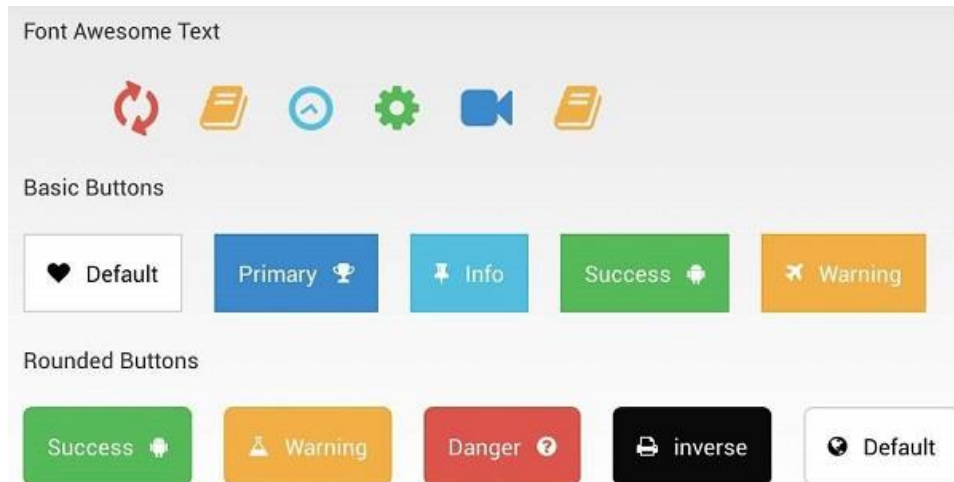 Font Awesome Text
Basic Buttons
Default Primary Info Success Warning
Rounded Buttons
Success Warning Danger inverse Default